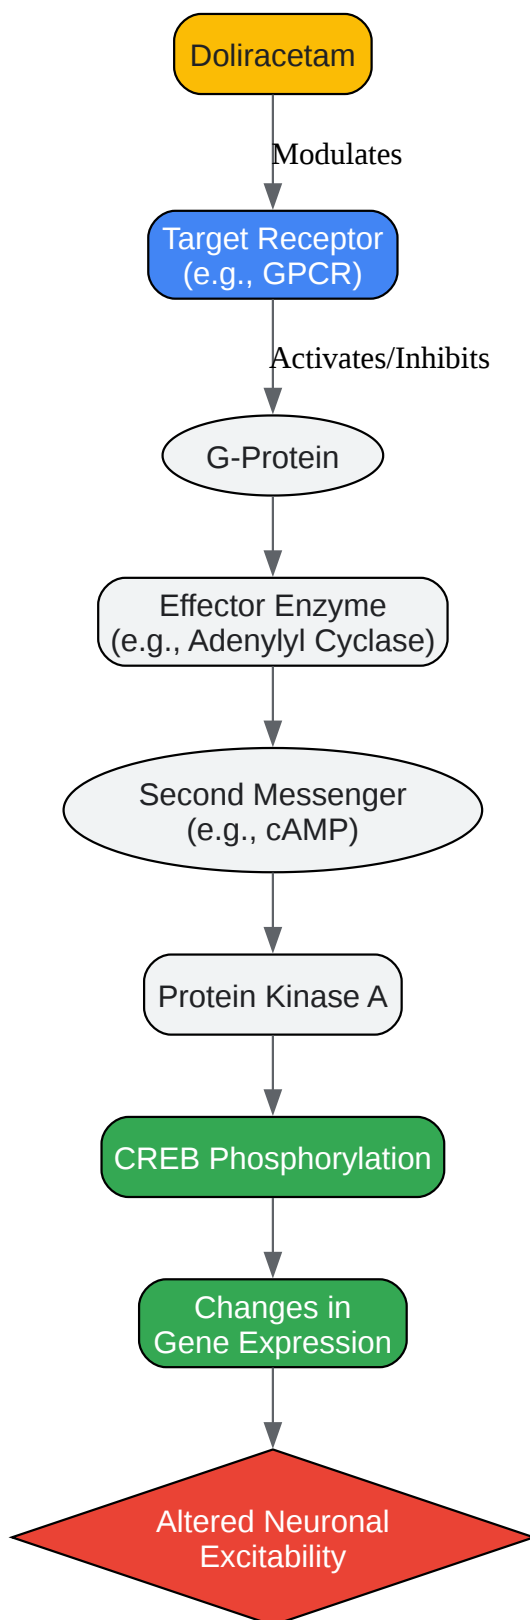 Doliracetam
Modulates
Target Receptor
(e.g., GPCR)
Activates/Inhibits
G-Protein
Effector Enzyme
(e.g., Adenylyl Cyclase)
Second Messenger
(e.g., cAMP)
Protein Kinase A
CREB Phosphorylation
Changes in
Gene Expression
Altered Neuronal
Excitability